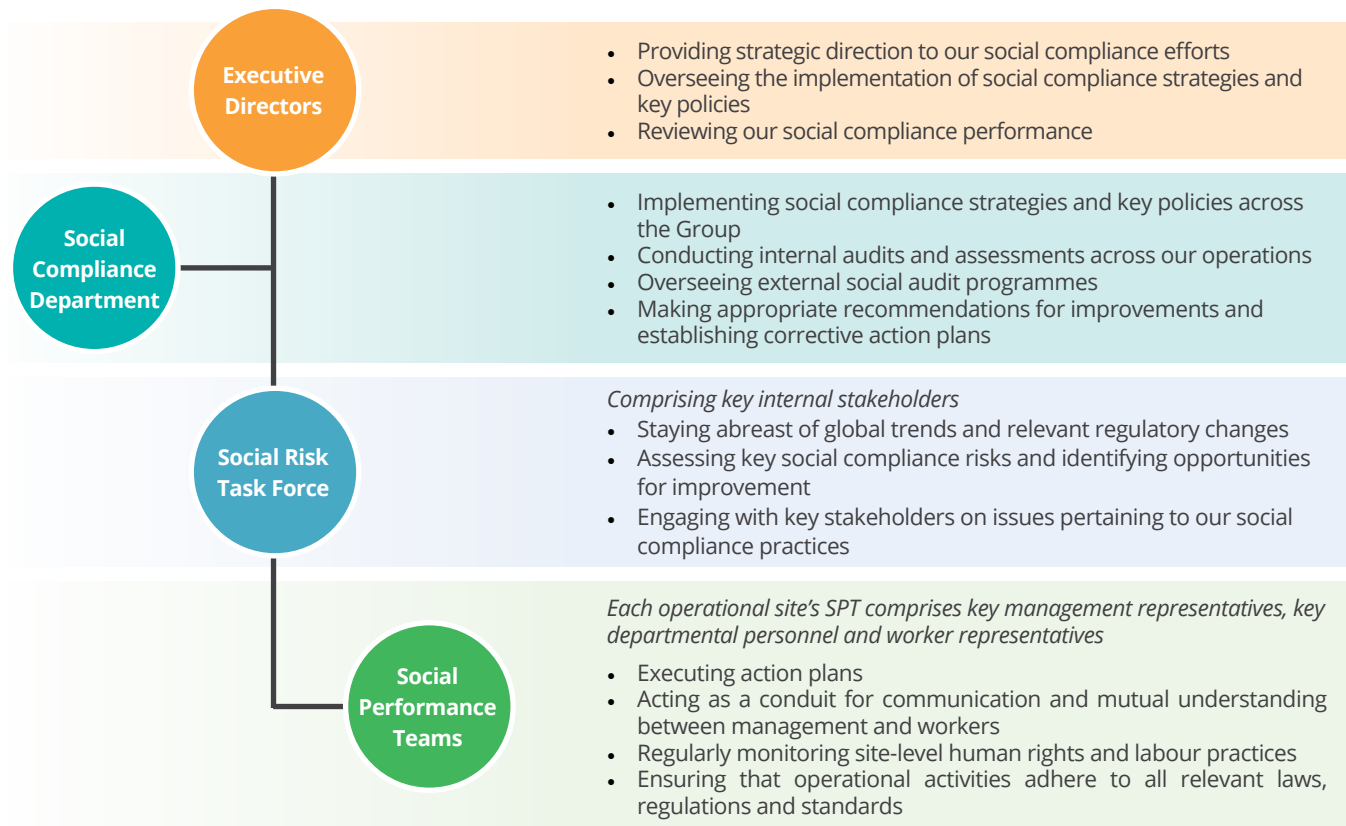 Executive
Directors
• Providing strategic direction to our social compliance efforts
• Overseeing the implementation of social compliance strategies and
key policies
• Reviewing our social compliance performance
Social
Compliance
Department
• Implementing social compliance strategies and key policies across
the Group
• Conducting internal audits and assessments across our operations
• Overseeing external social audit programmes
• Making appropriate recommendations for improvements and
establishing corrective action plans
Social Risk
Task Force
Comprising key internal stakeholders
• Staying abreast of global trends and relevant regulatory changes
• Assessing key social compliance risks and identifying opportunities
for improvement
• Engaging with key stakeholders on issues pertaining to our social
compliance practices
Social
Performance
Teams
Each operational site’s SPT comprises key management representatives, key
departmental personnel and worker representatives
• Executing action plans
• Acting as a conduit for communication and mutual understanding
between management and workers
• Regularly monitoring site-level human rights and labour practices
• Ensuring that operational activities adhere to all relevant laws,
regulations and standards